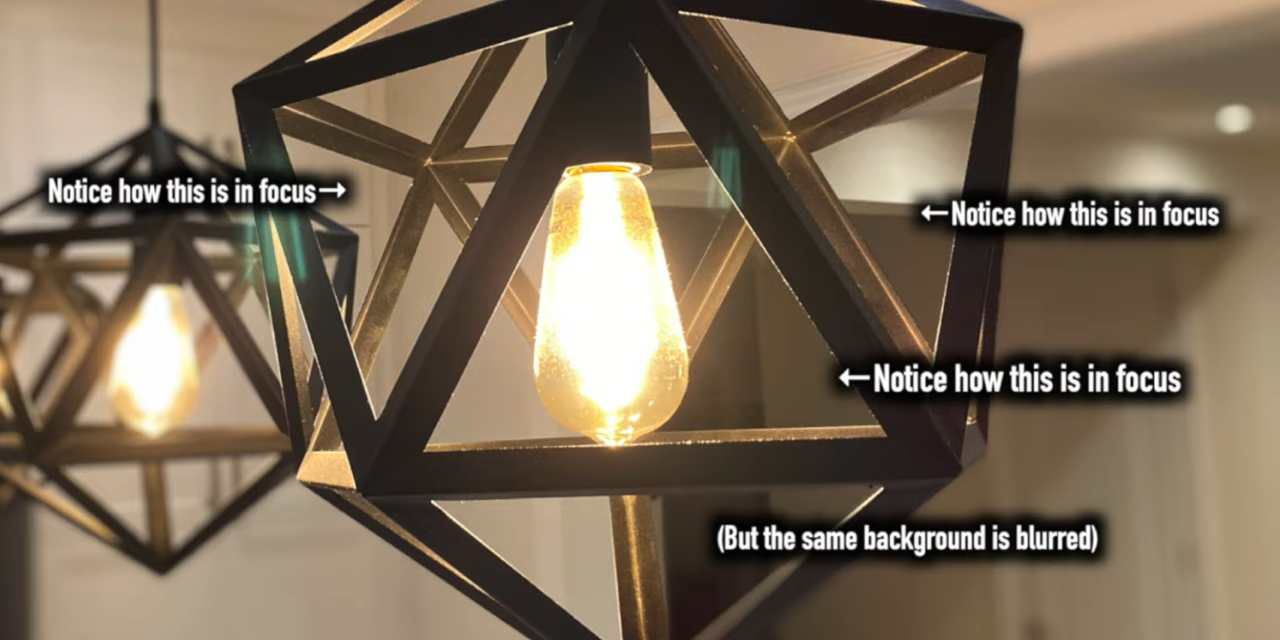 Notice how this is in focus→
←Notice how this is in focus
←Notice how this is in focus
(But the same background is blurred)